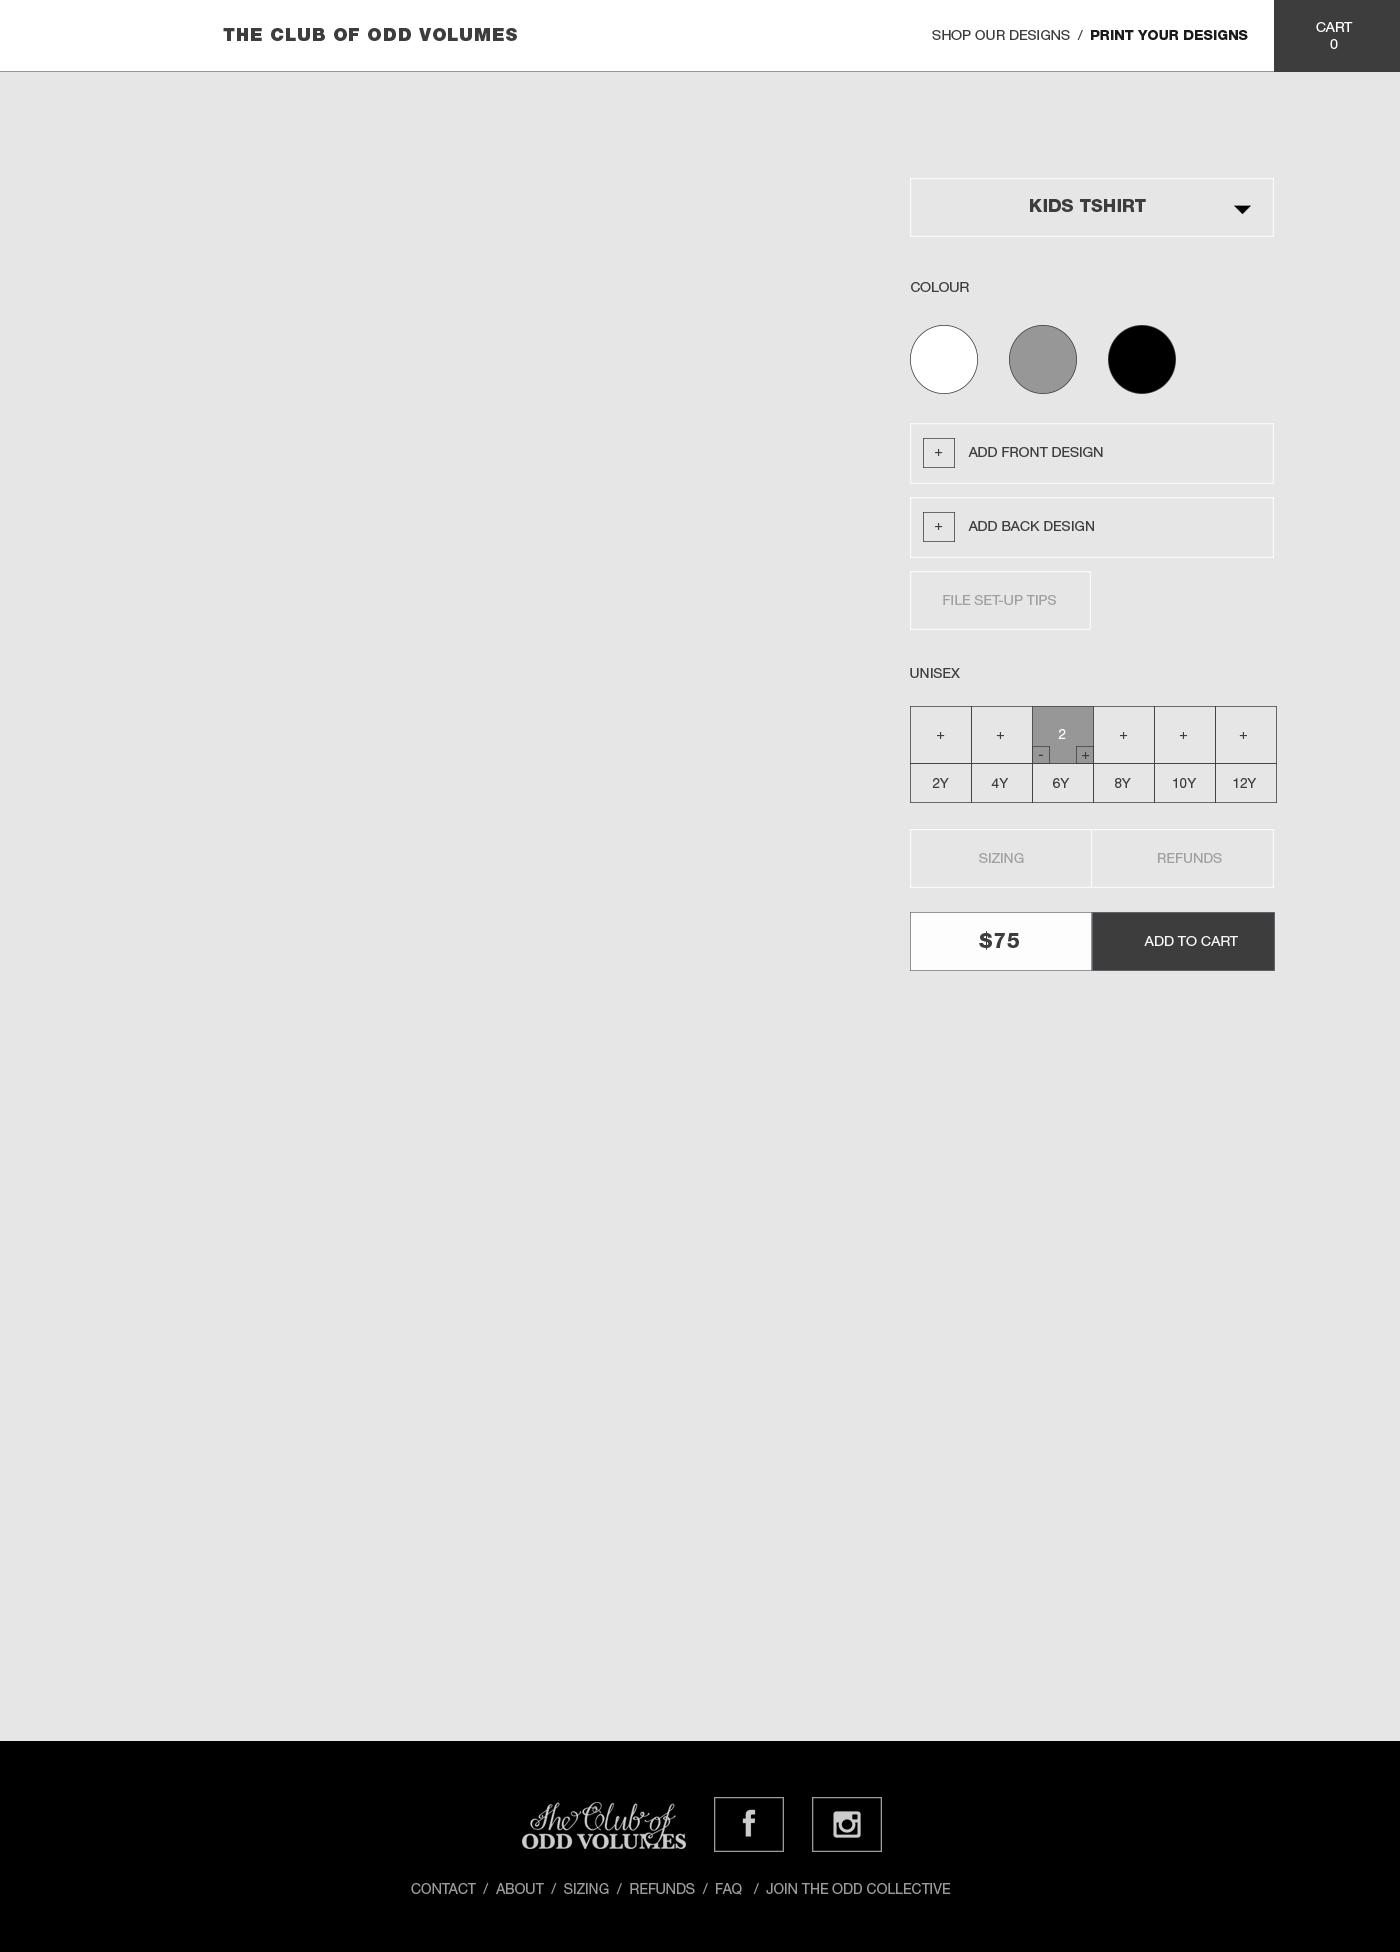 THE CLUB OF ODD VOLUMES
SHOP OUR DESIGNS / PRINT YOUR DESIGNS
CART
0
KIDS TSHIRT
COLOUR
+ ADD FRONT DESIGN
+ ADD BACK DESIGN
FILE SET-UP TIPS
UNISEX
+ + 2 + + +
- +
2Y 4Y 6Y 8Y 10Y 12Y
SIZING REFUNDS
$75 ADD TO CART
The Club of
ODD VOLUMES
f
CONTACT / ABOUT / SIZING / REFUNDS / FAQ / JOIN THE ODD COLLECTIVE